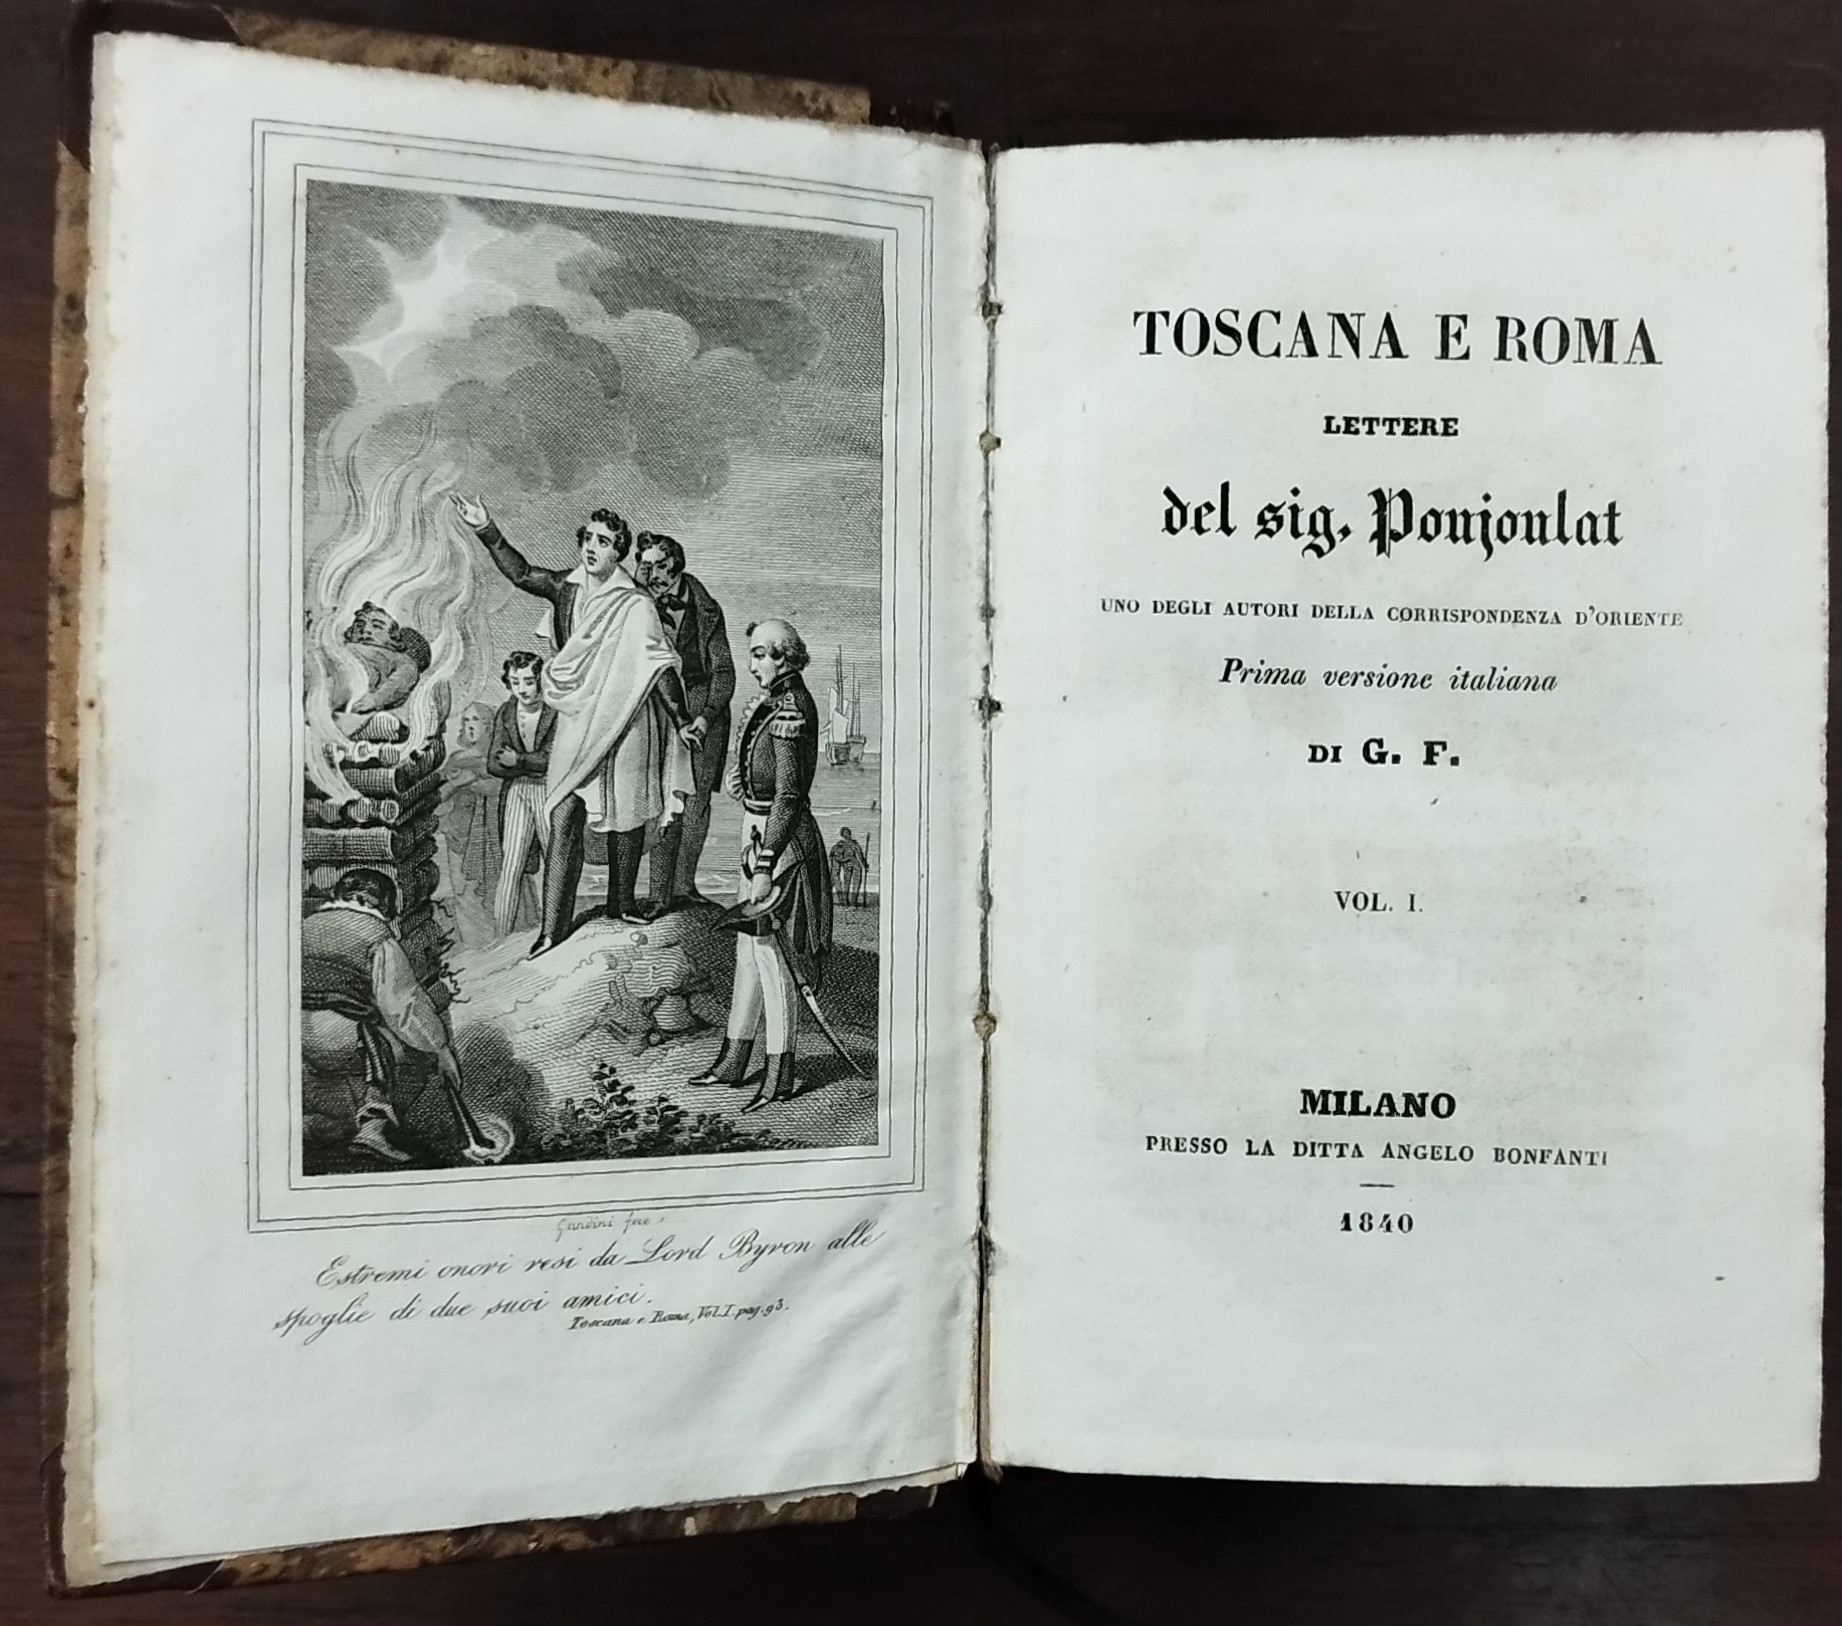 Gandini fece
Estremi onori resi da Lord Byron alle
spoglie di due suoi amici.
Toscana e Roma, Vol. I. pag. 93.
TOSCANA E ROMA
LETTERE
del sig. Poujoulat
UNO DEGLI AUTORI DELLA CORRISPONDENZA D'ORIENTE
Prima versione italiana
DI G. F.
VOL. I.
MILANO
PRESSO LA DITTA ANGELO BONFANTI
1840